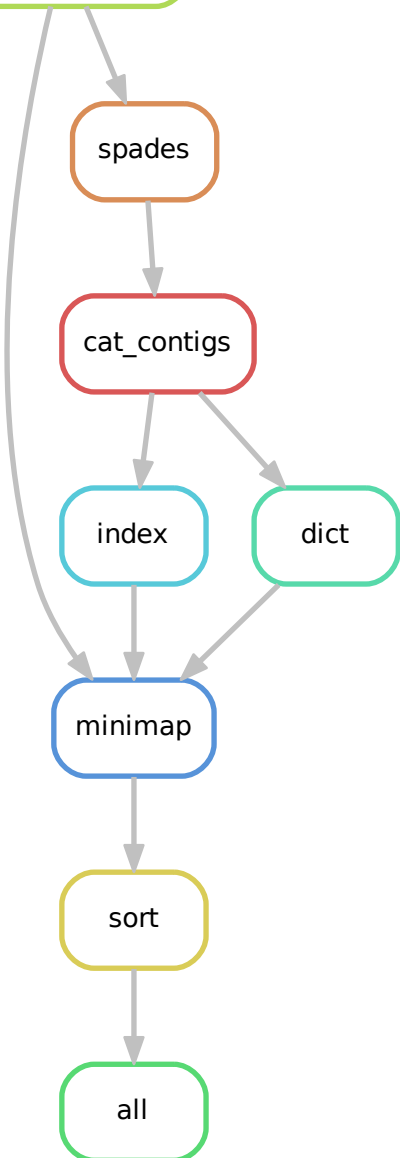 spades
cat_contigs
index
dict
minimap
sort
all